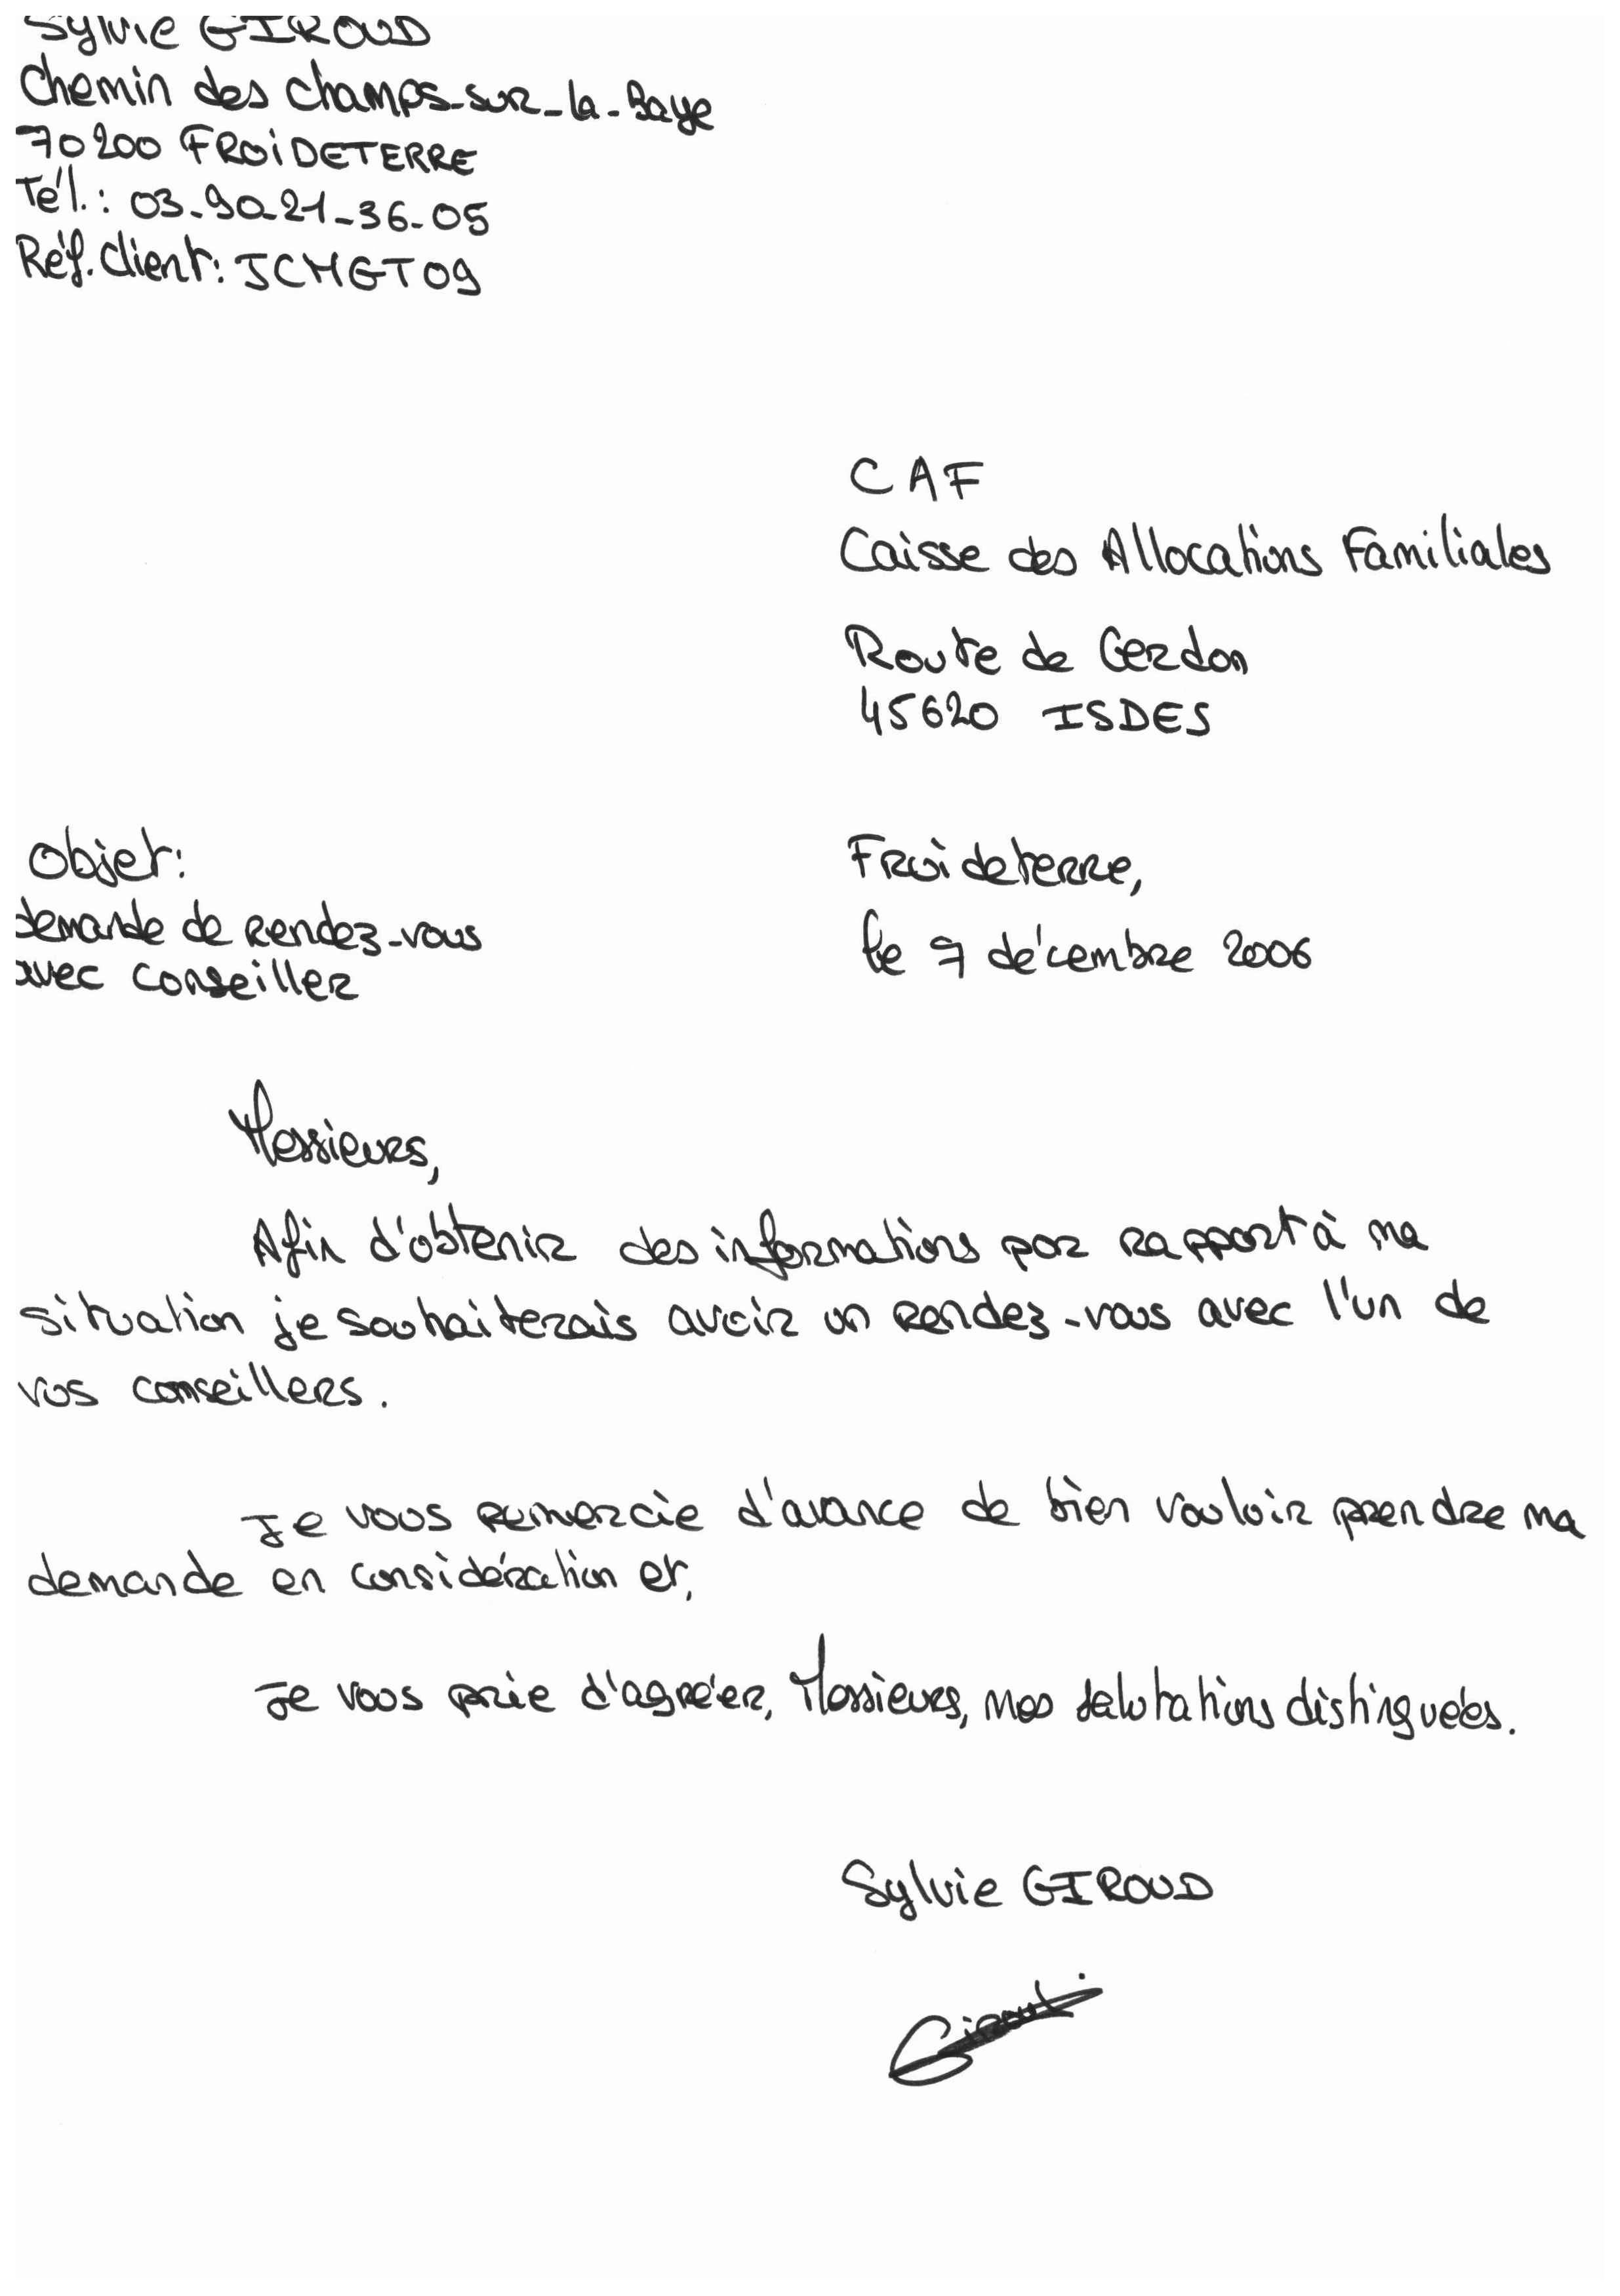 Sylvie GIROUD
Chemin des champs-sur-la-Baye
70200 FROIDETERRE
Tél.: 03-90-21-36-05
Réf. Client: JCMGT09
CAF
Caisse des Allocations Familiales
Route de Cerdon
45620 ISDES
Objet:
demande de rendez-vous
avec conseiller
Froideterre,
le 7 décembre 2006
Messieurs,
Afin d'obtenir des informations par rapport à ma
situation je souhaiterais avoir un rendez-vous avec l'un de
vos conseillers.
Je vous remercie d'avance de bien vouloir prendre ma
demande en considération et,
Je vous prie d'agréer, Messieurs, mes salutations distinguées.
Sylvie GIROUD
Giroud